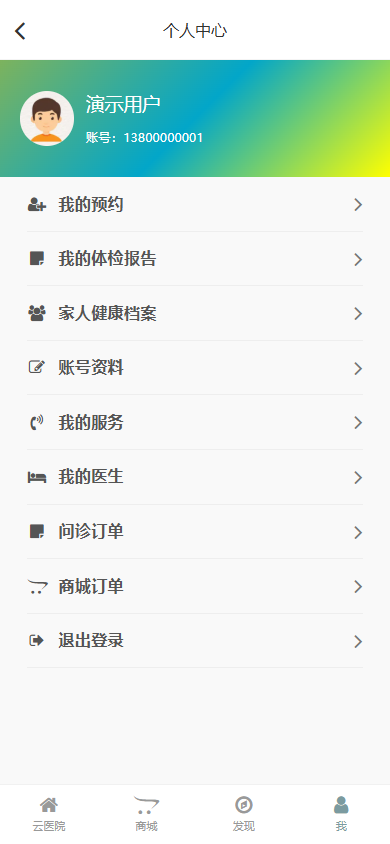 个人中心
演示用户
账号：13800000001
我的预约
我的体检报告
家人健康档案
账号资料
我的服务
我的医生
问诊订单
商城订单
退出登录
云医院
商城
发现
我